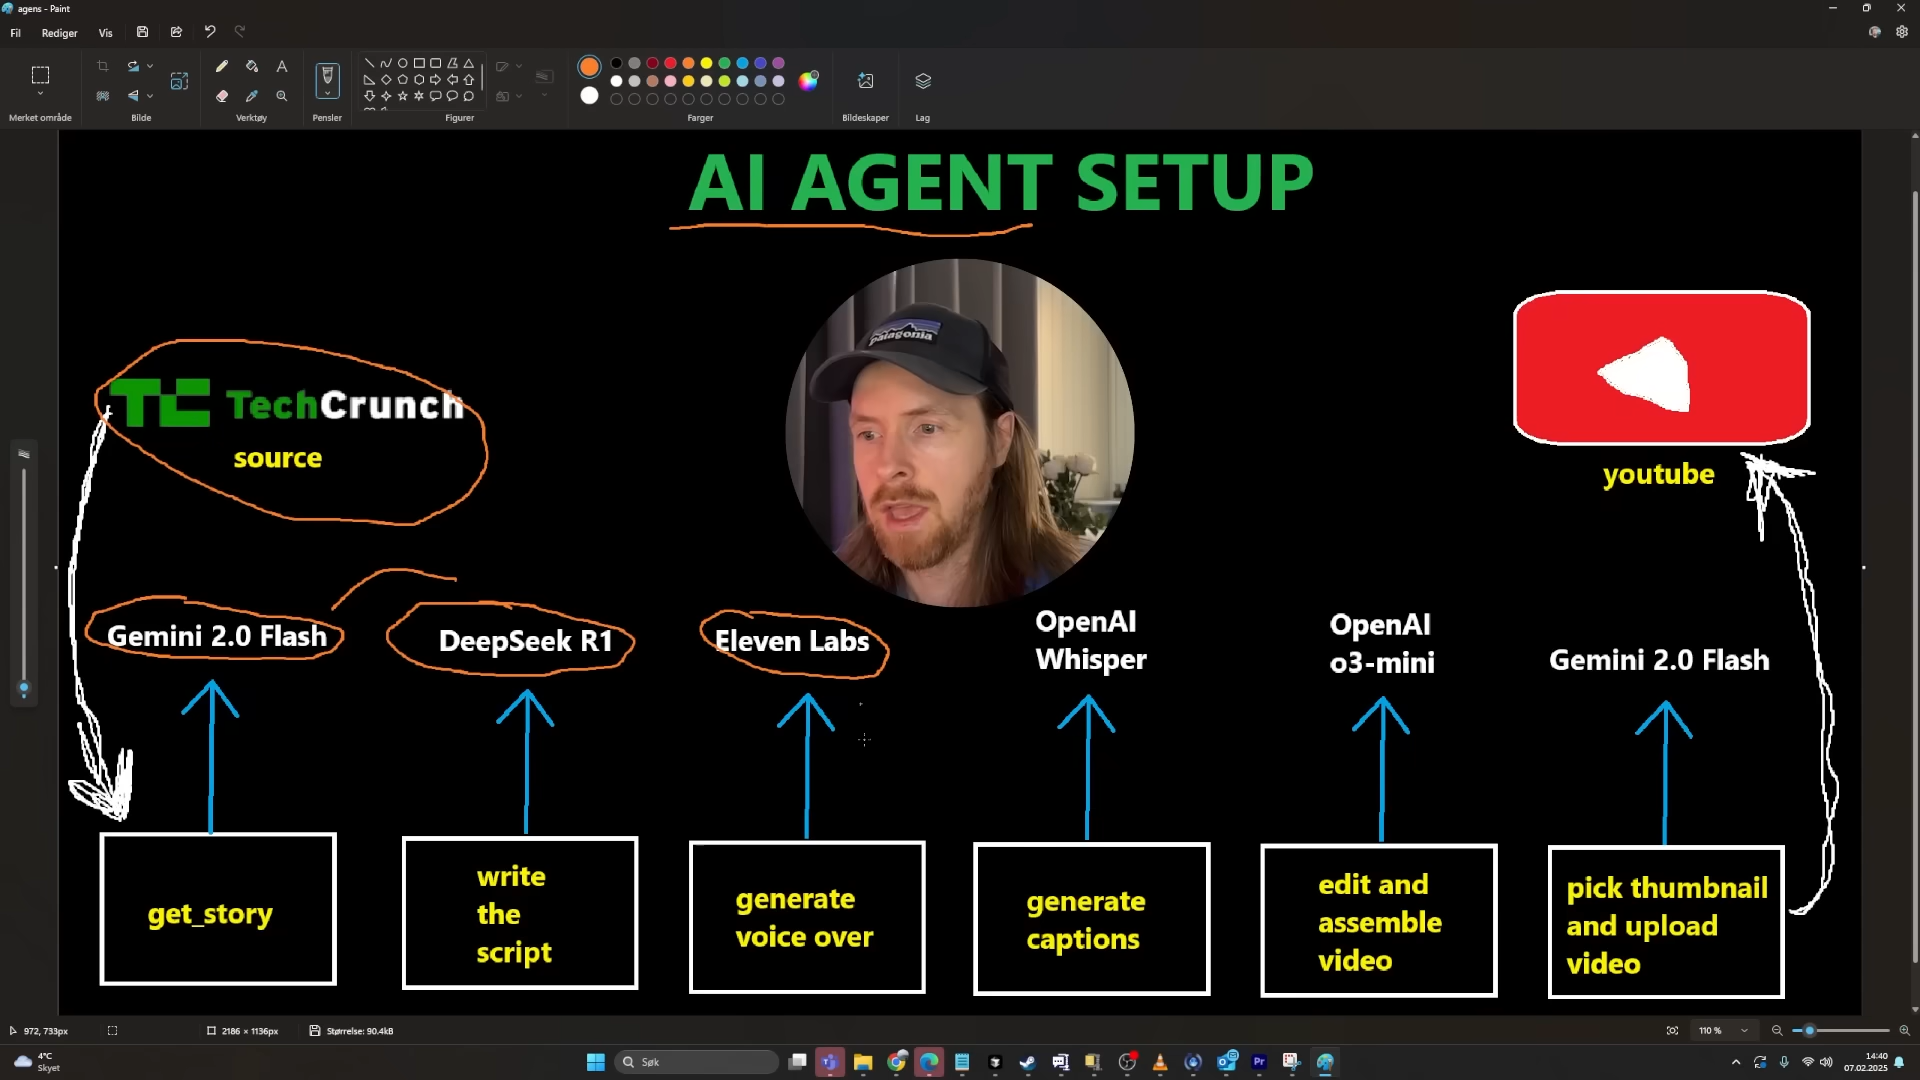 agens - Paint
Fil Rediger Vis
Merket område Bilde Verktøy Pensler Figurer Farger Bildeskaper Lag
AI AGENT SETUP
patagonia
TechCrunch
source
youtube
Gemini 2.0 Flash
DeepSeek R1
Eleven Labs
OpenAI
Whisper
OpenAI
o3-mini
Gemini 2.0 Flash
get_story
write
the
script
generate
voice over
generate
captions
edit and
assemble
video
pick thumbnail
and upload
video
972, 733px
2186 × 1136px
Størrelse: 90.4kB
110 %
4°C
Skyet
Søk
14:40
07.02.2025